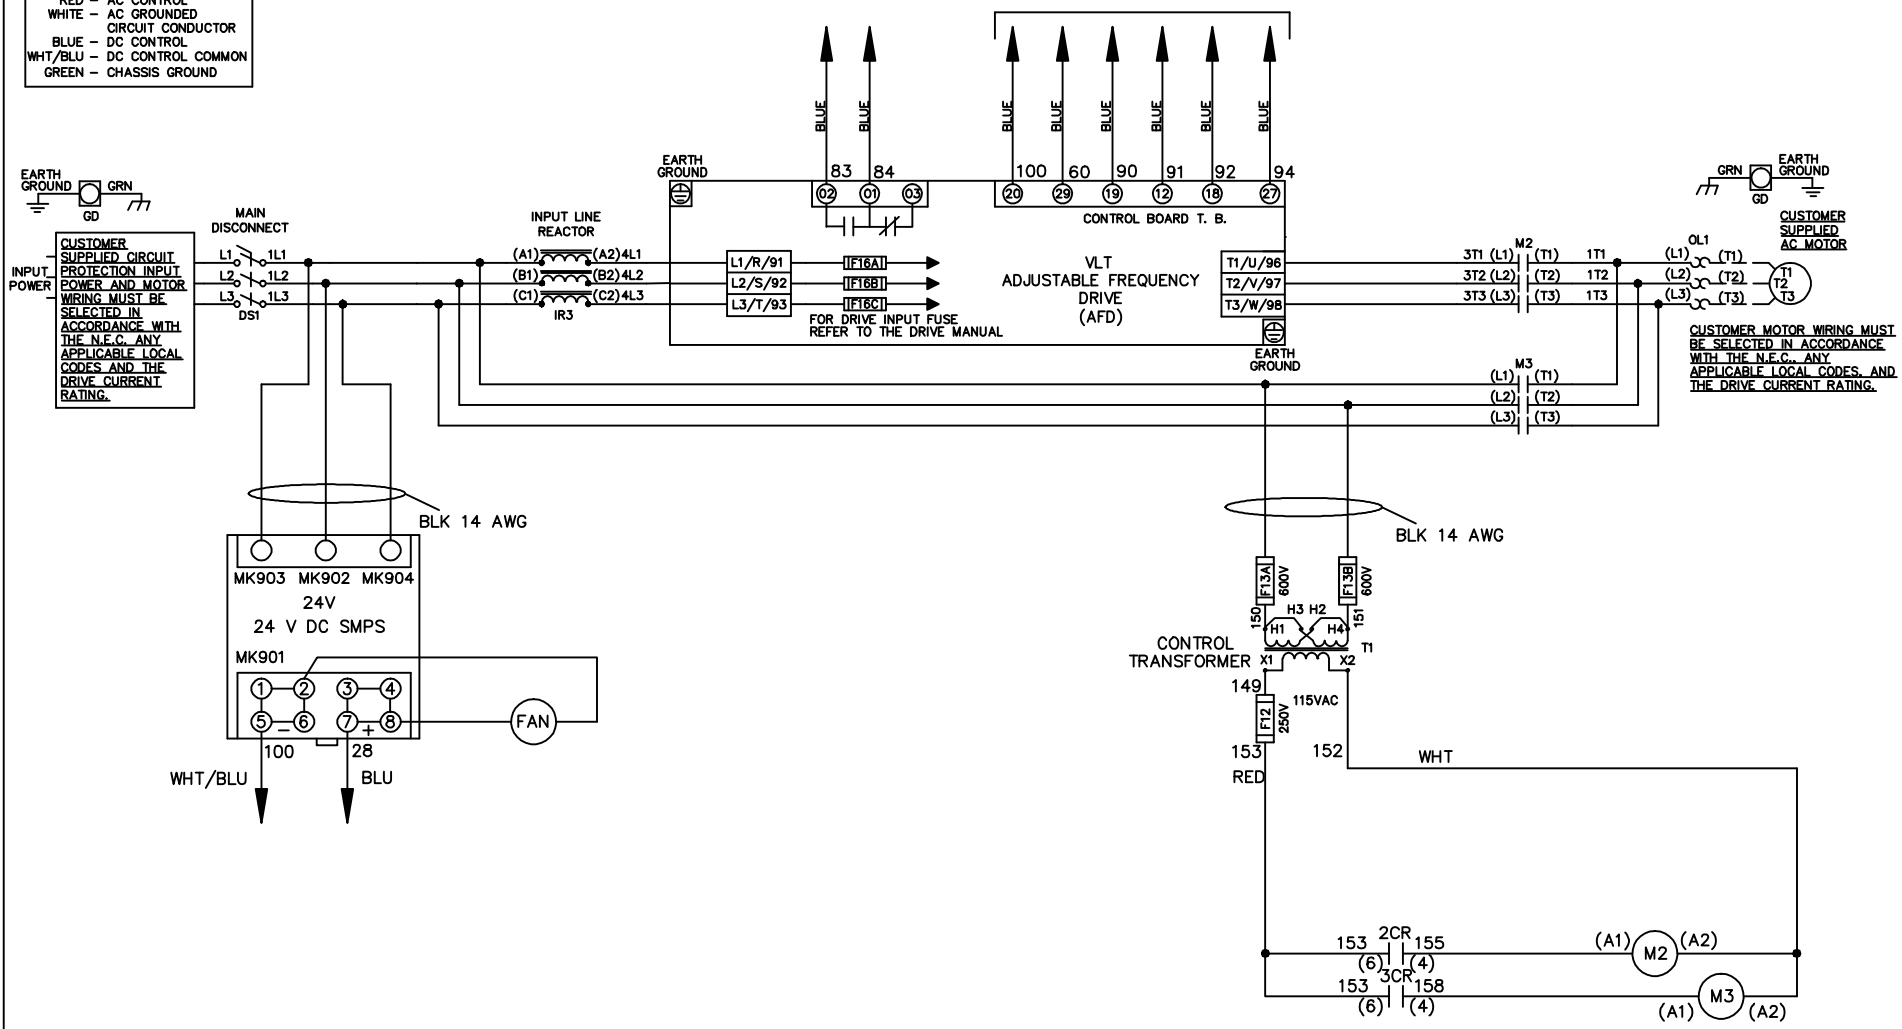 RED – AC CONTROL
WHITE – AC GROUNDED
CIRCUIT CONDUCTOR
BLUE – DC CONTROL
WHT/BLU – DC CONTROL COMMON
GREEN – CHASSIS GROUND
BLUE
BLUE
BLUE
BLUE
BLUE
BLUE
BLUE
BLUE
83 84
100 60 90 91 92 94
02 01 03
20 29 19 12 18 27
CONTROL BOARD T. B.
EARTH
GROUND
GRN
GD
EARTH
GROUND
GRN
EARTH
GROUND
GD
MAIN
DISCONNECT
L1 1L1
L2 1L2
L3 1L3
DS1
INPUT
POWER
CUSTOMER
SUPPLIED CIRCUIT
PROTECTION INPUT
POWER AND MOTOR
WIRING MUST BE
SELECTED IN
ACCORDANCE WITH
THE N.E.C. ANY
APPLICABLE LOCAL
CODES AND THE
DRIVE CURRENT
RATING.
INPUT LINE
REACTOR
(A1) (A2) 4L1
(B1) (B2) 4L2
(C1) (C2) 4L3
IR3
L1/R/91
L2/S/92
L3/T/93
F16A
F16B
F16C
FOR DRIVE INPUT FUSE
REFER TO THE DRIVE MANUAL
VLT
ADJUSTABLE FREQUENCY
DRIVE
(AFD)
T1/U/96
T2/V/97
T3/W/98
EARTH
GROUND
M2
3T1 (L1) (T1) 1T1
3T2 (L2) (T2) 1T2
3T3 (L3) (T3) 1T3
OL1
(L1) (T1)
(L2) (T2)
(L3) (T3)
T1
T2
T3
CUSTOMER
SUPPLIED
AC MOTOR
CUSTOMER MOTOR WIRING MUST
BE SELECTED IN ACCORDANCE
WITH THE N.E.C., ANY
APPLICABLE LOCAL CODES, AND
THE DRIVE CURRENT RATING.
M3
(L1) (T1)
(L2) (T2)
(L3) (T3)
BLK 14 AWG
BLK 14 AWG
MK903 MK902 MK904
24V
24 V DC SMPS
MK901
1 2 3 4
5 6 7 8
– +
FAN
100 28
WHT/BLU BLU
F13A
600V
F13B
600V
150
151
H3 H2
H1 H4
T1
CONTROL
TRANSFORMER
X1 X2
149
115VAC
F12
250V
153
RED
152
WHT
2CR
153 155
(6) (4)
(A1) M2 (A2)
3CR
153 158
(6) (4)
(A1) M3 (A2)